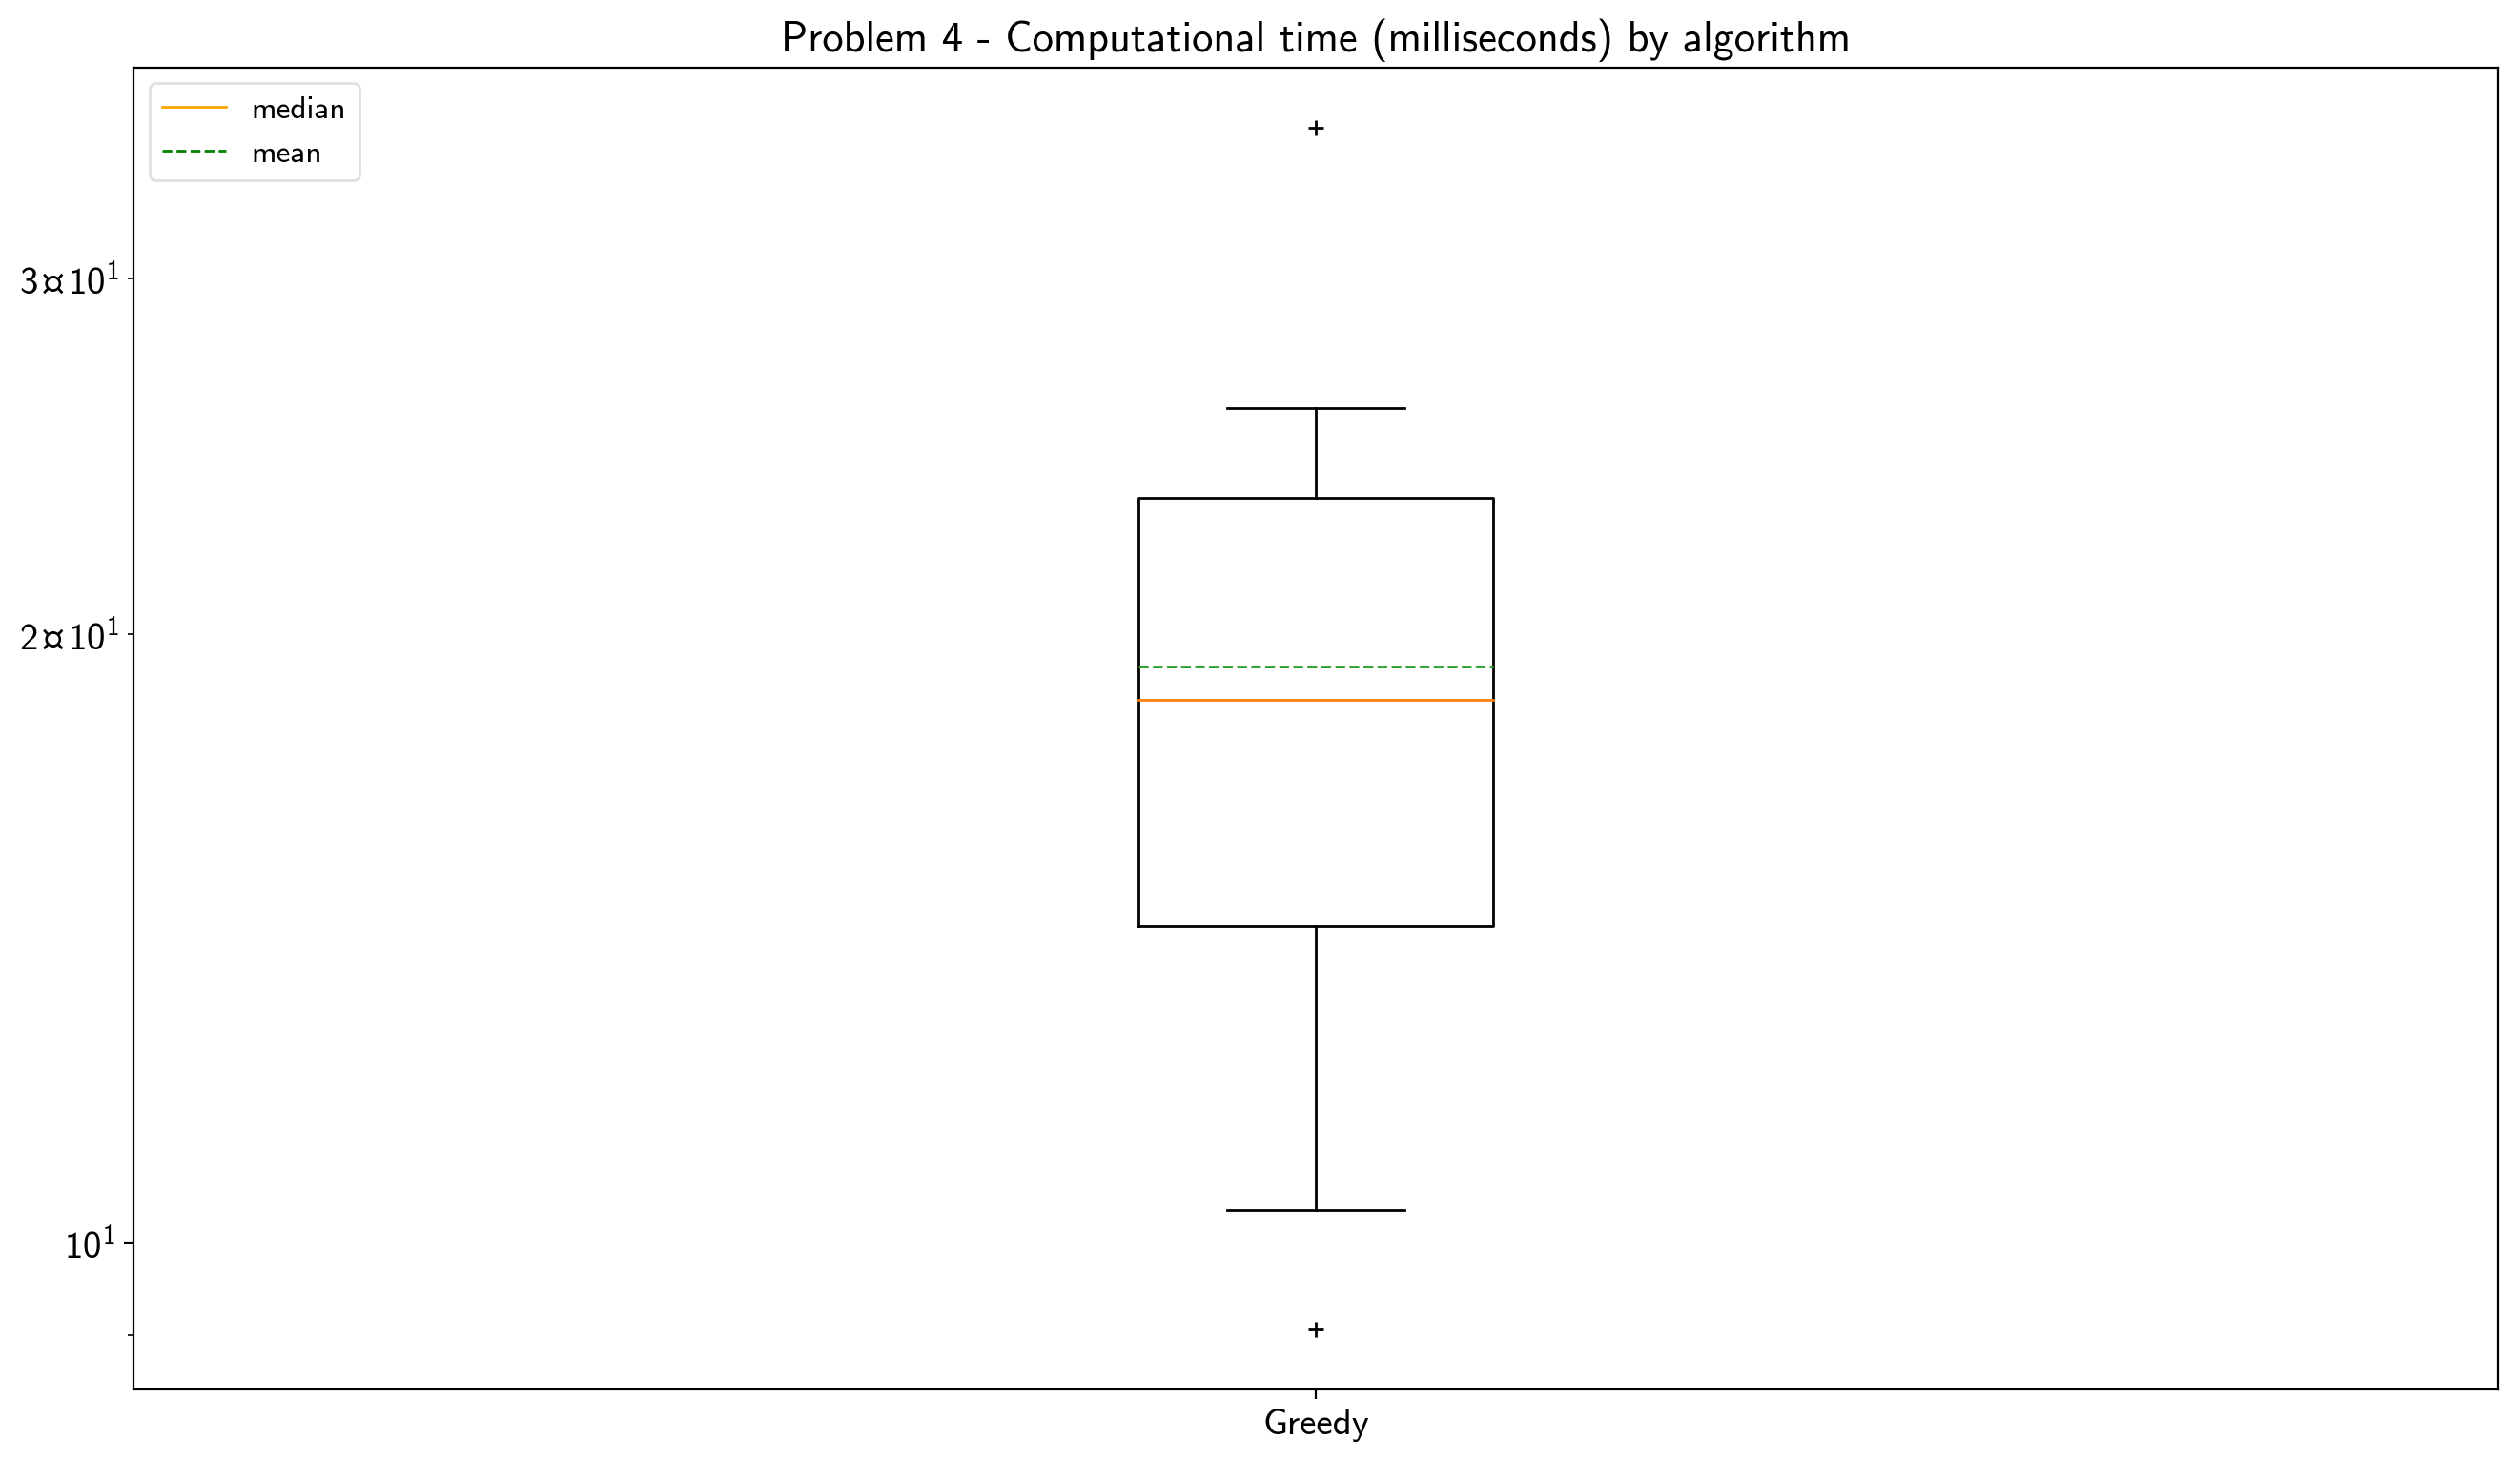 Problem 4 - Computational time (milliseconds) by algorithm
median
mean
3¤10¹
2¤10¹
10¹
Greedy